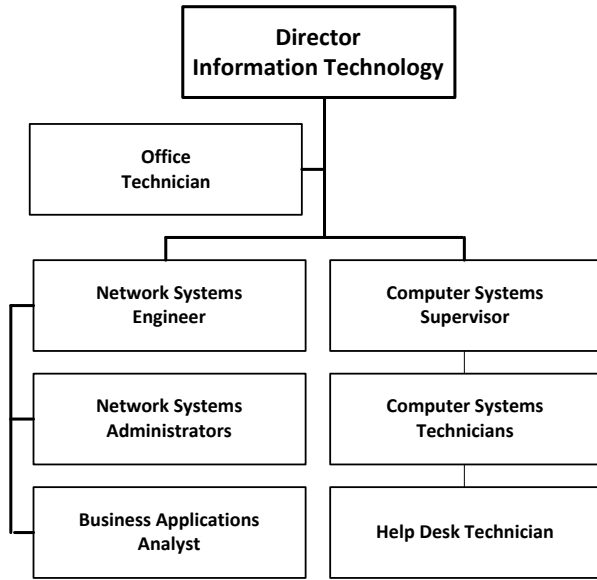 Director
Information Technology
Office
Technician
Network Systems
Engineer
Computer Systems
Supervisor
Network Systems
Administrators
Computer Systems
Technicians
Business Applications
Analyst
Help Desk Technician